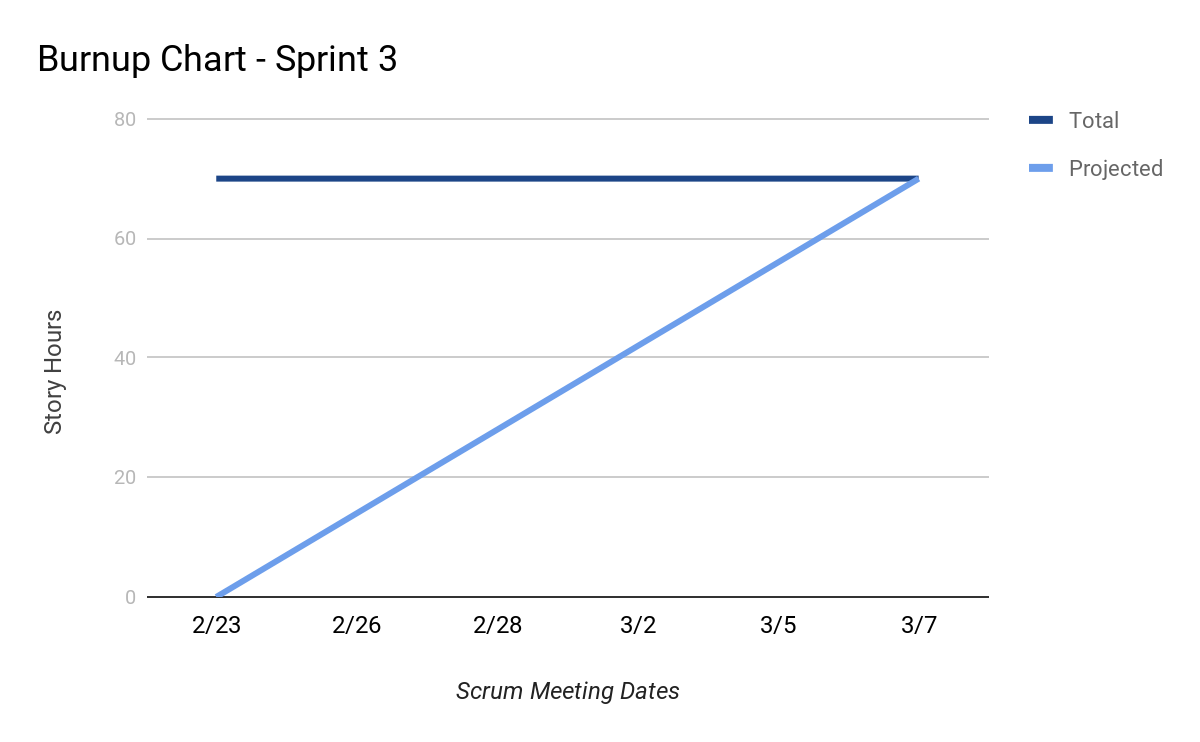 Burnup Chart - Sprint 3
80
60
40
20
0
Story Hours
2/23 2/26 2/28 3/2 3/5 3/7
Scrum Meeting Dates
Total
Projected